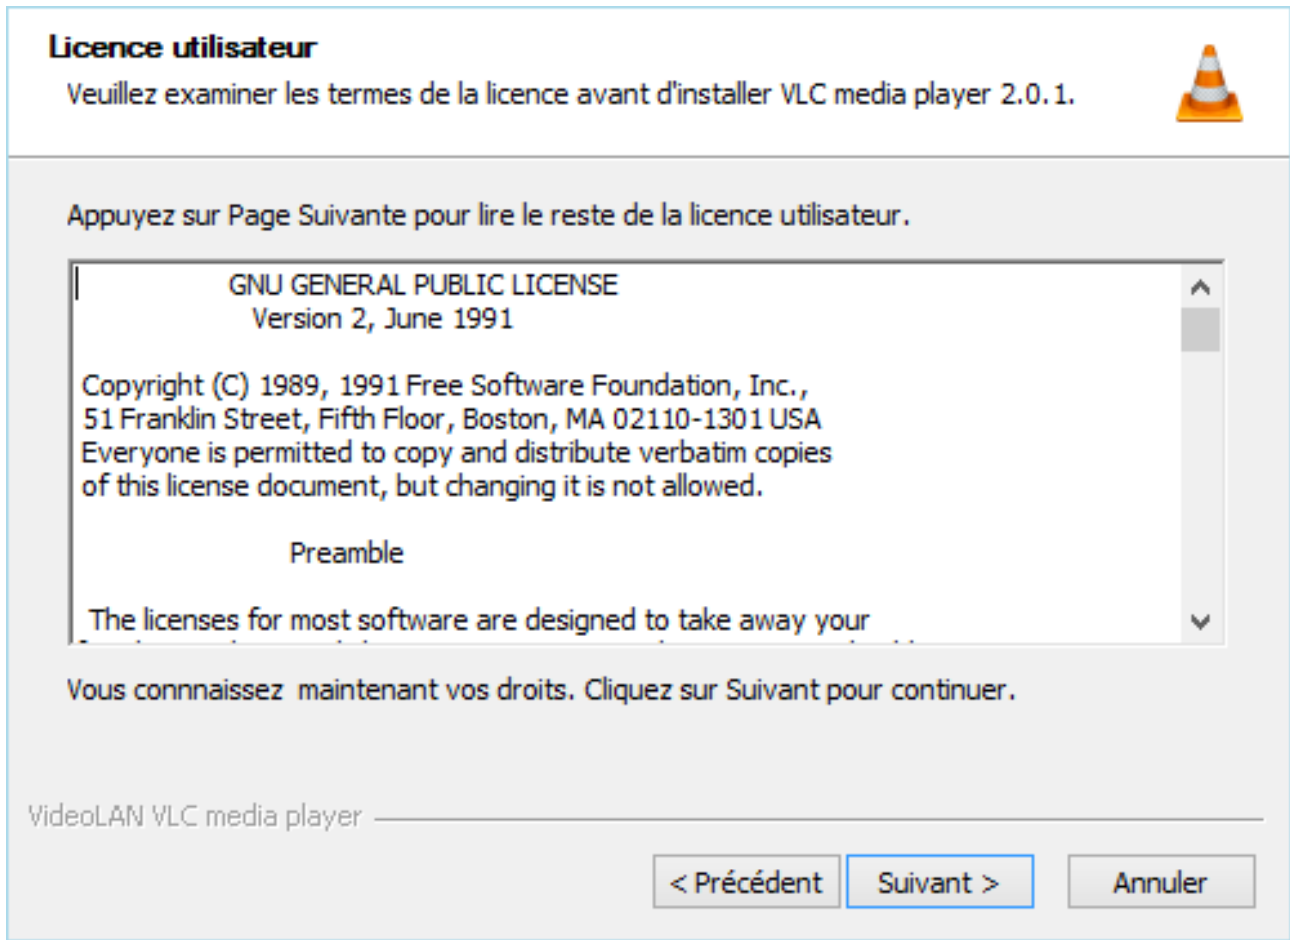 Licence utilisateur
Veuillez examiner les termes de la licence avant d'installer VLC media player 2.0.1.
Appuyez sur Page Suivante pour lire le reste de la licence utilisateur.
GNU GENERAL PUBLIC LICENSE
Version 2, June 1991
Copyright (C) 1989, 1991 Free Software Foundation, Inc.,
51 Franklin Street, Fifth Floor, Boston, MA 02110-1301 USA
Everyone is permitted to copy and distribute verbatim copies
of this license document, but changing it is not allowed.
Preamble
The licenses for most software are designed to take away your
Vous connnaissez  maintenant vos droits. Cliquez sur Suivant pour continuer.
VideoLAN VLC media player
< Précédent
Suivant >
Annuler